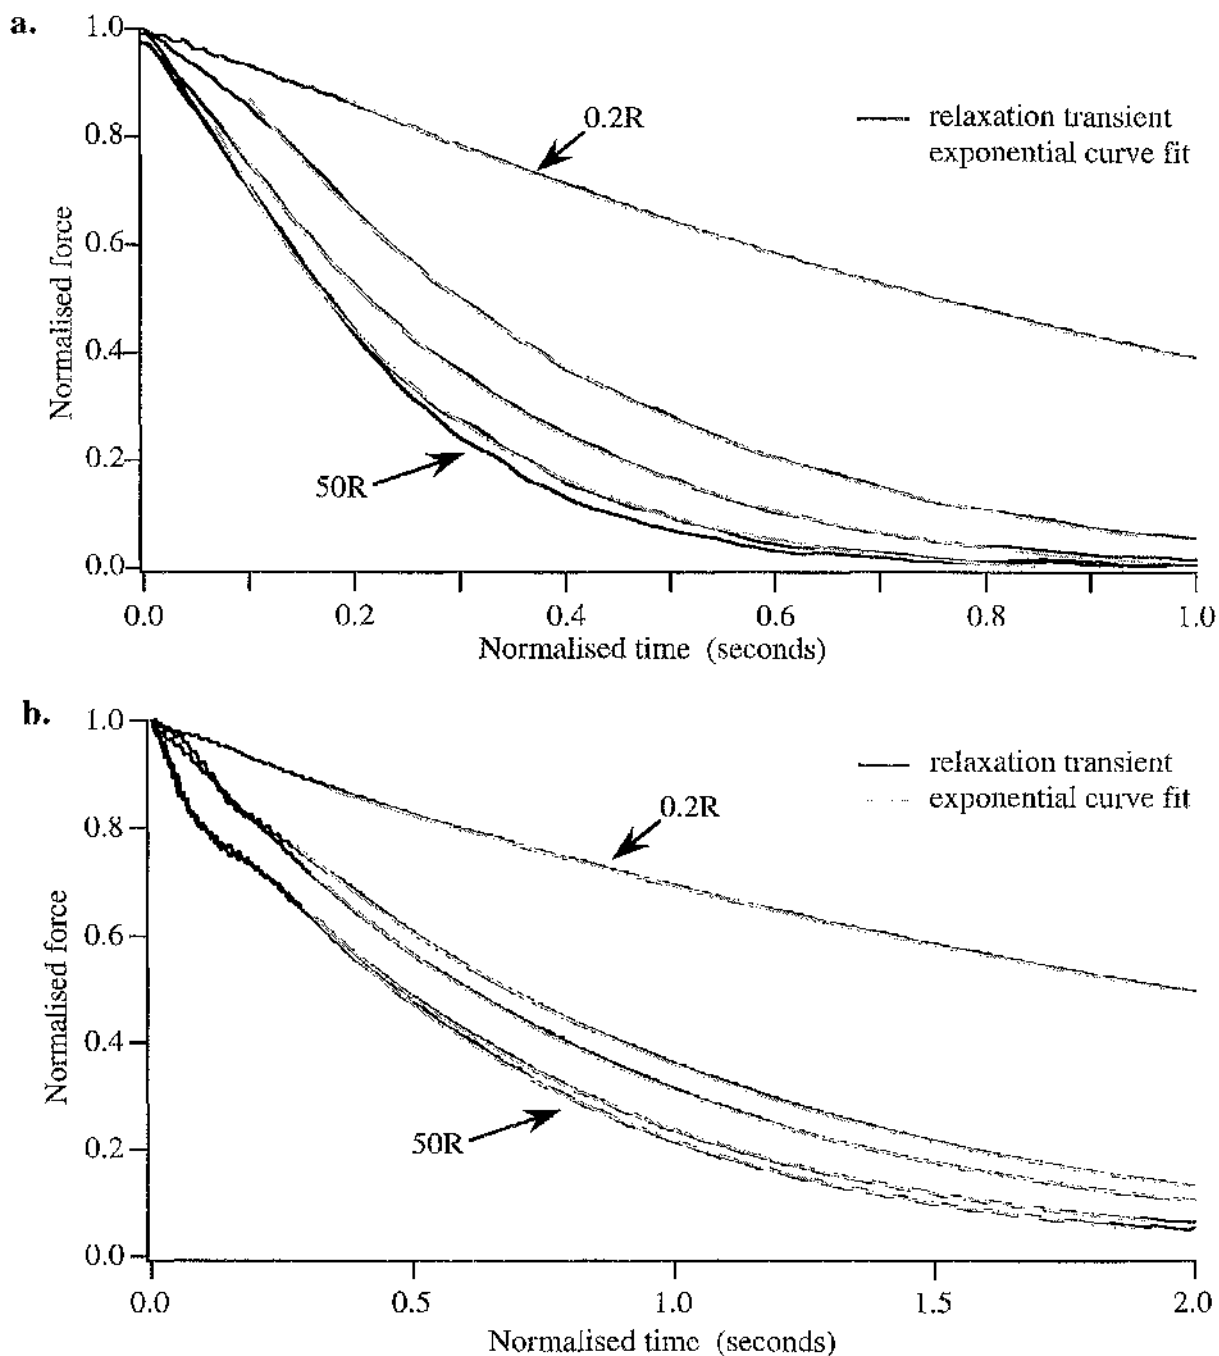 a.
1.0
0.8
0.6
0.4
0.2
0.0
Normalised force
0.2R
50R
relaxation transient
exponential curve fit
0.0 0.2 0.4 0.6 0.8 1.0
Normalised time (seconds)
b.
1.0
0.8
0.6
0.4
0.2
0.0
Normalised force
0.2R
50R
relaxation transient
exponential curve fit
0.0 0.5 1.0 1.5 2.0
Normalised time (seconds)